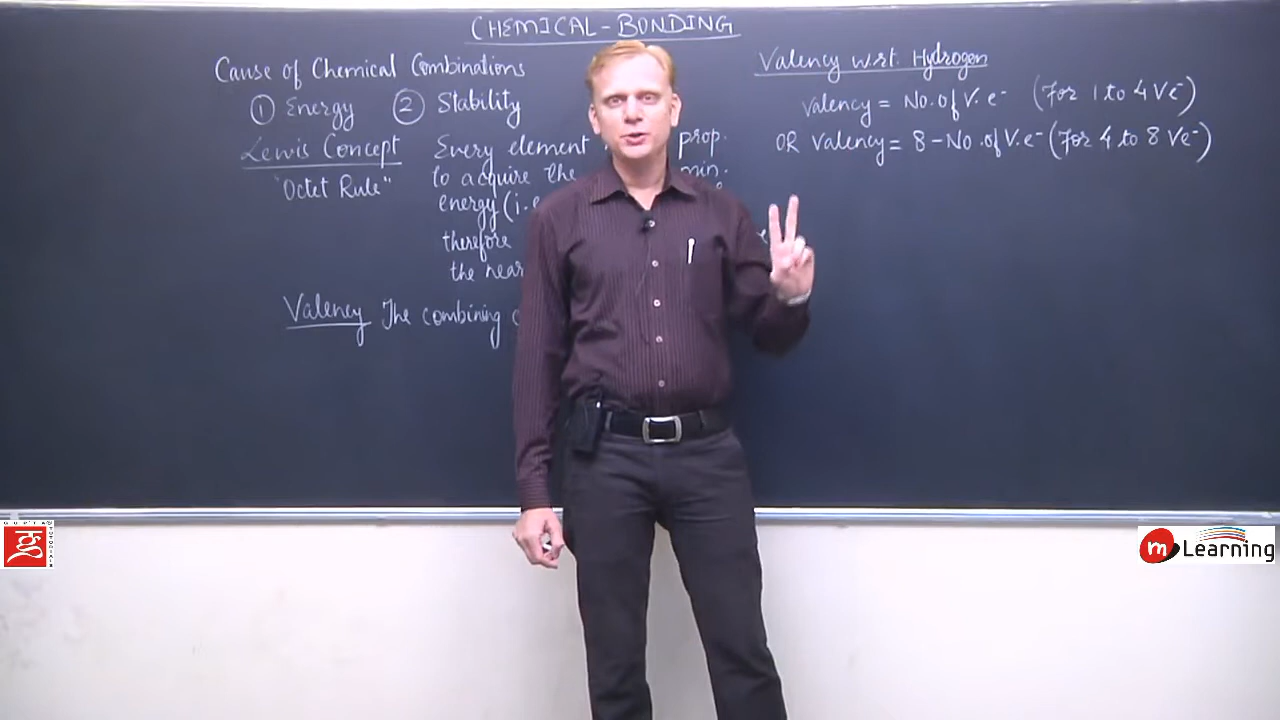 CHEMICAL-BONDING
Cause of Chemical Combinations
① Energy ② Stability
Lewis Concept Every element prop.
"Octet Rule" to acquire the min.
energy (i.e
therefore
the near
Valency The combining
Valency w.r.t. Hydrogen
Valency = No. of V. e⁻ (For 1 to 4 Ve⁻)
OR Valency = 8 - No. of V. e⁻ (For 4 to 8 Ve⁻)
GUPTA
TUTORIALS
m Learning